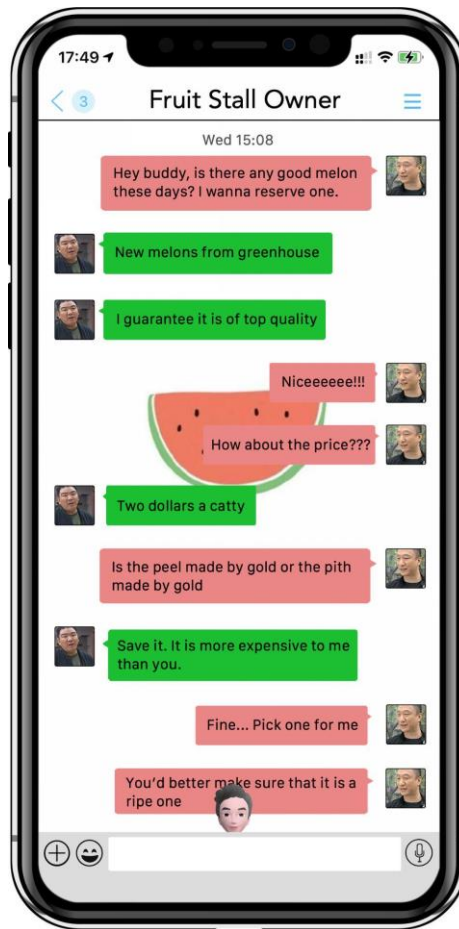 17:49
3
Fruit Stall Owner
Wed 15:08
Hey buddy, is there any good melon
these days? I wanna reserve one.
New melons from greenhouse
I guarantee it is of top quality
Niceeeeee!!!
How about the price???
Two dollars a catty
Is the peel made by gold or the pith
made by gold
Save it. It is more expensive to me
than you.
Fine... Pick one for me
You'd better make sure that it is a
ripe one